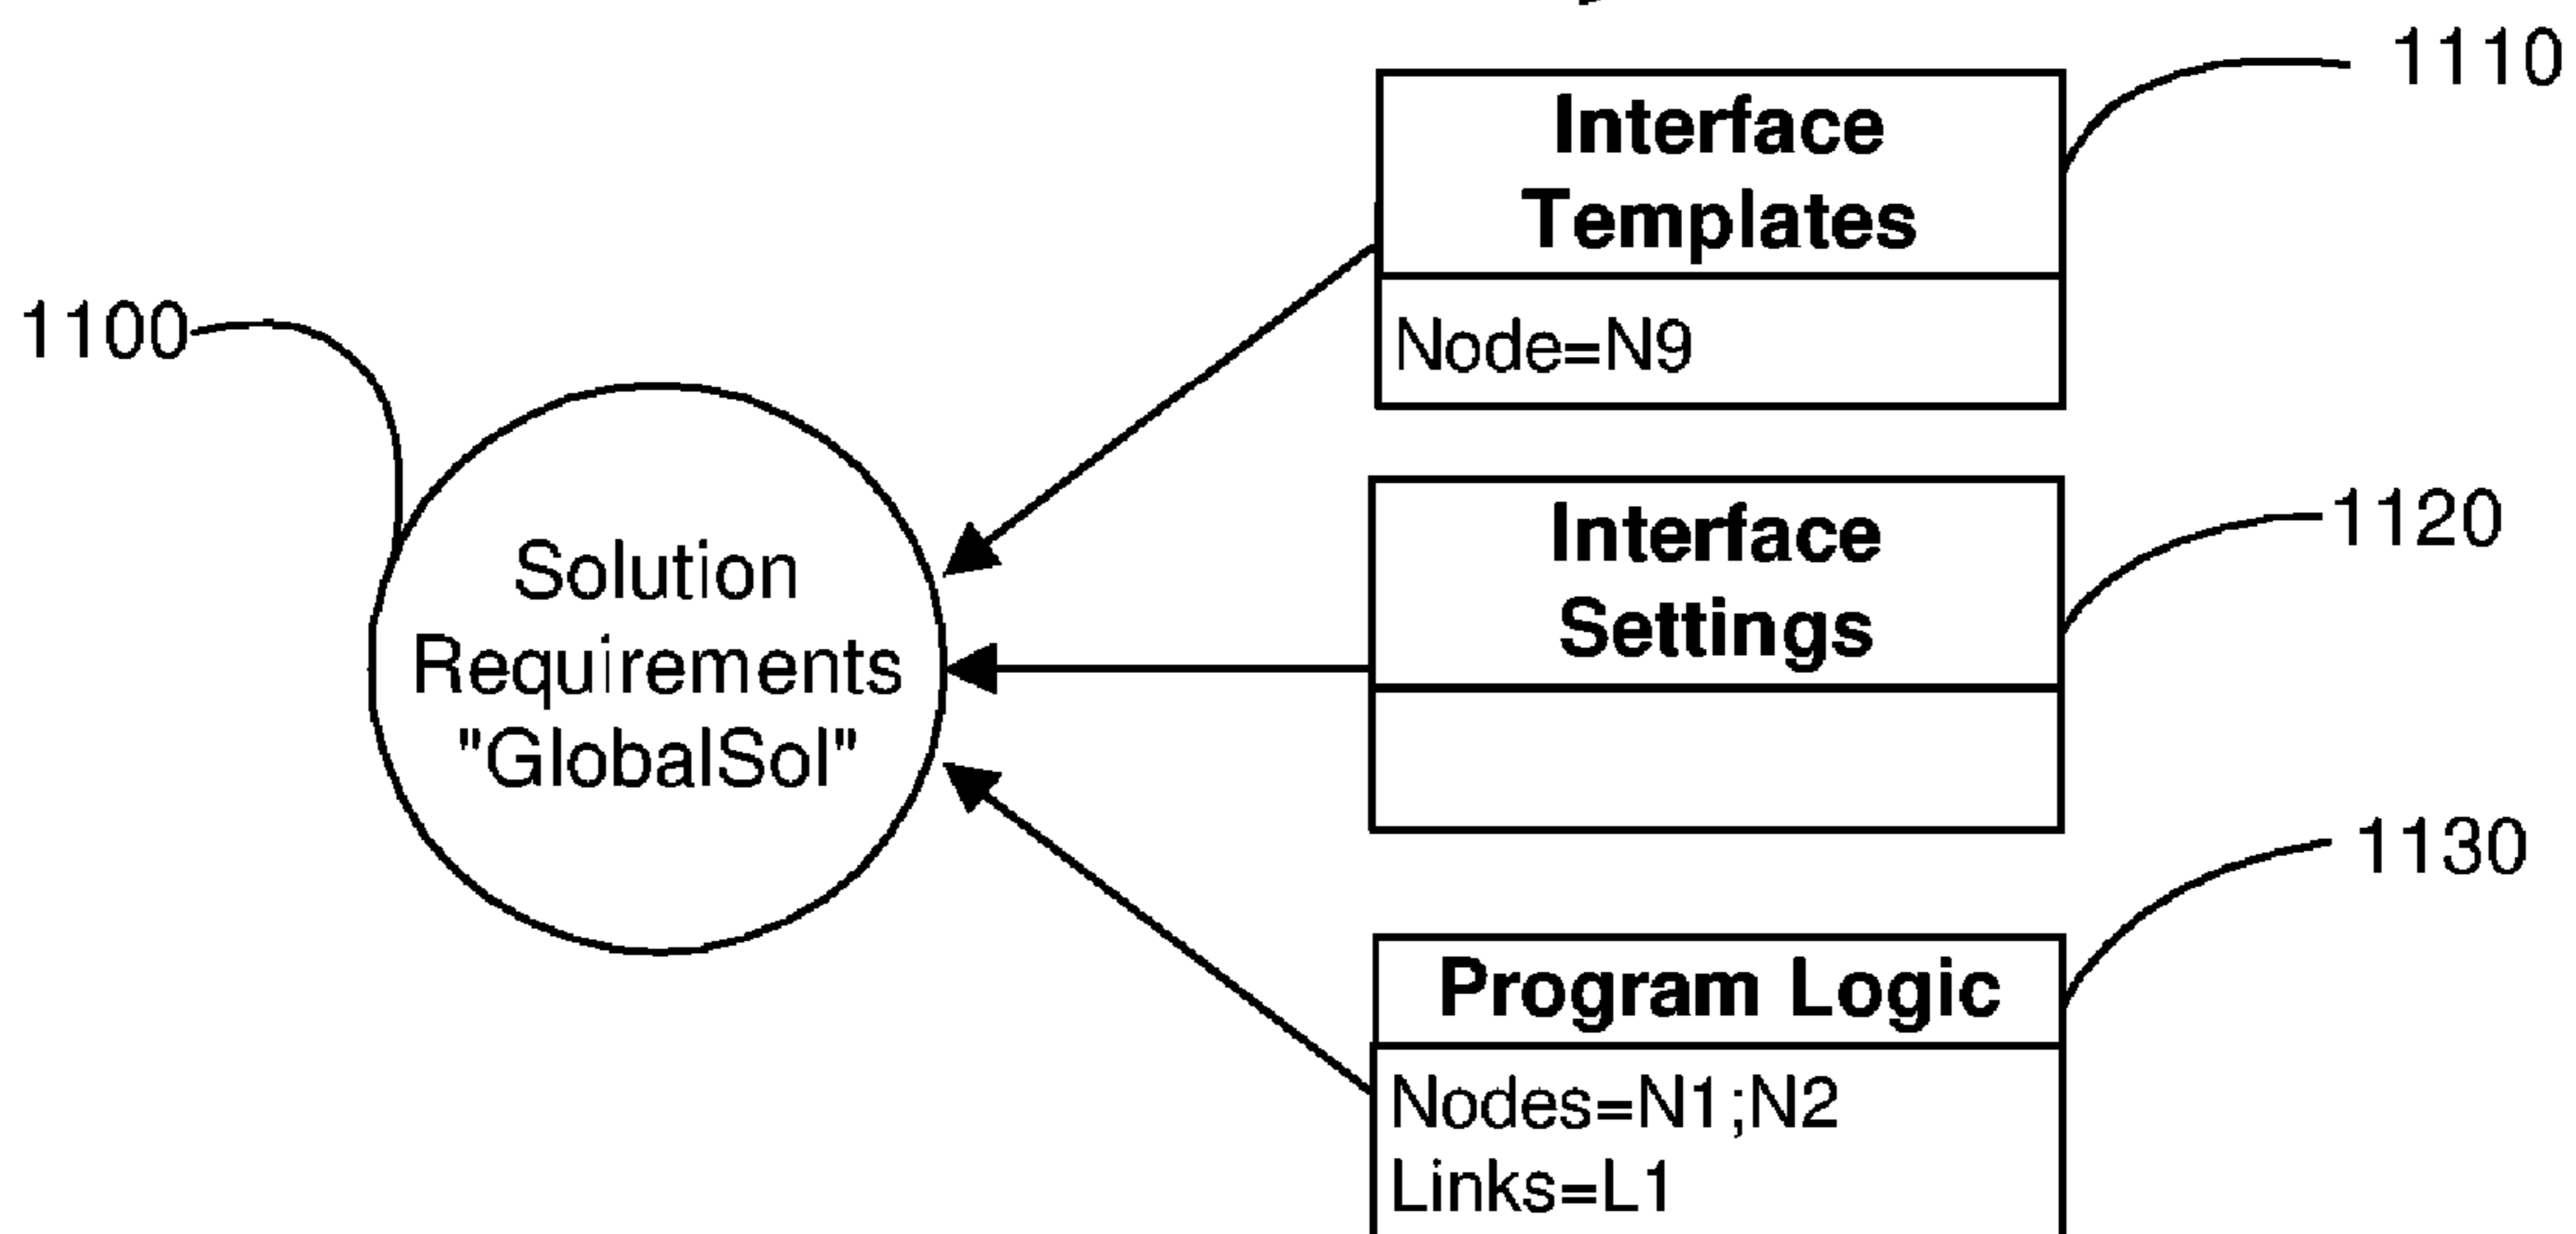 1110
Interface
Templates
Node=N9
1100
Solution
Requirements
"GlobalSol"
1120
Interface
Settings
1130
Program Logic
Nodes=N1;N2
Links=L1